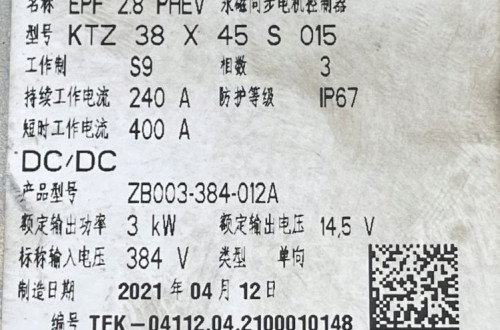 名称 EPF 2.8 PHEV 永磁同步电机控制器
型号 KTZ 38 X 45 S 015
工作制 S9 相数 3
持续工作电流 240 A 防护等级 IP67
短时工作电流 400 A
DC/DC
产品型号 ZB003-384-012A
额定输出功率 3 kW 额定输出电压 14,5 V
标称输入电压 384 V 类型 单向
制造日期 2021 年 04 月 12 日
编号 TEK-04112.04.2100010148